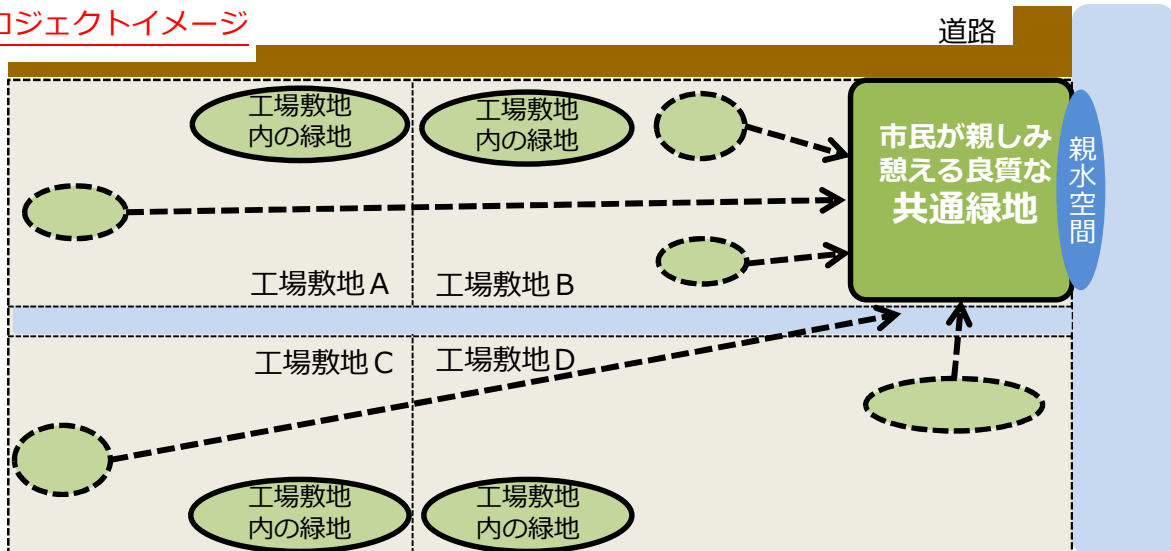 ロジェクトイメージ
道路
工場敷地
内の緑地
工場敷地
内の緑地
市民が親しみ
憩える良質な
共通緑地
親水空間
工場敷地A
工場敷地B
工場敷地C
工場敷地D
工場敷地
内の緑地
工場敷地
内の緑地